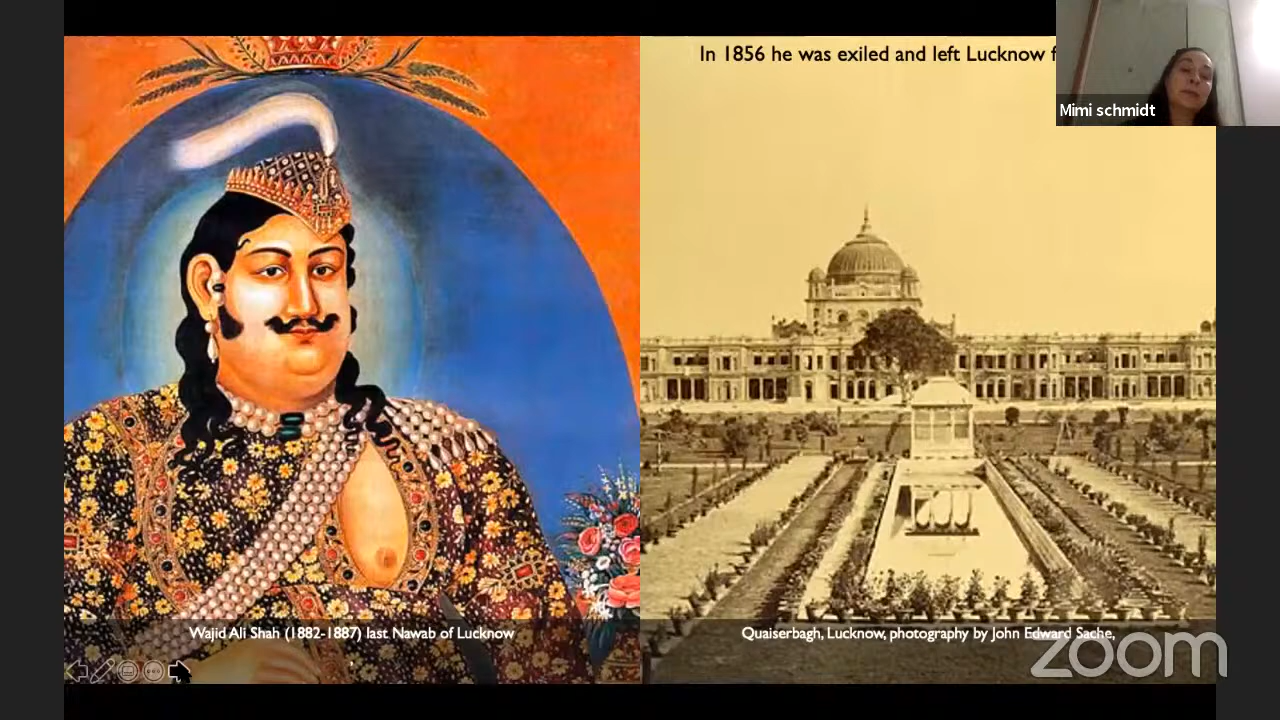 In 1856 he was exiled and left Lucknow
Mimi schmidt
Wajid Ali Shah (1882-1887) last Nawab of Lucknow
Quaiserbagh, Lucknow, photography by John Edward Sache,
zoom